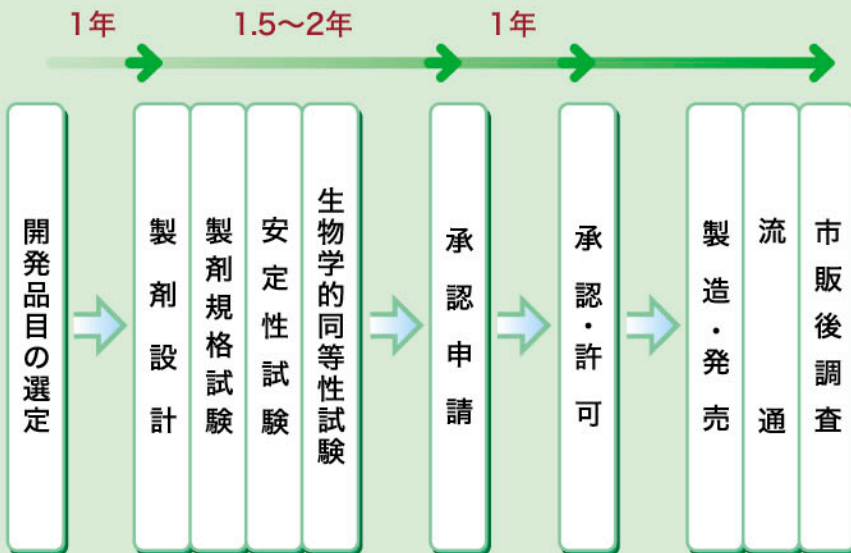 1年
1.5～2年
1年
開発品目の選定
製剤設計
製剤規格試験
安定性試験
生物学的同等性試験
承認申請
承認・許可
製造・発売
流通
市販後調査